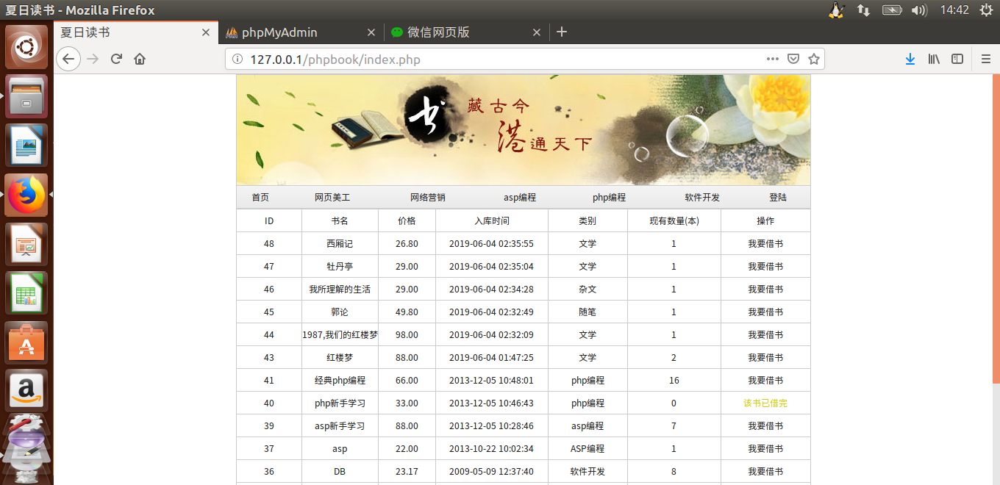 夏日读书 - Mozilla Firefox 14:42
夏日读书 phpMyAdmin 微信网页版
127.0.0.1/phpbook/index.php
书 藏古今
港通天下
首页 网页美工 网络营销 asp编程 php编程 软件开发 登陆
ID 书名 价格 入库时间 类别 现有数量(本) 操作
48 西厢记 26.80 2019-06-04 02:35:55 文学 1 我要借书
47 牡丹亭 29.00 2019-06-04 02:35:04 文学 1 我要借书
46 我所理解的生活 29.00 2019-06-04 02:34:28 杂文 1 我要借书
45 郭论 49.80 2019-06-04 02:32:49 随笔 1 我要借书
44 1987,我们的红楼梦 98.00 2019-06-04 02:32:09 文学 1 我要借书
43 红楼梦 88.00 2019-06-04 01:47:25 文学 2 我要借书
41 经典php编程 66.00 2013-12-05 10:48:01 php编程 16 我要借书
40 php新手学习 33.00 2013-12-05 10:46:43 php编程 0 该书已借完
39 asp新手学习 88.00 2013-12-05 10:28:46 asp编程 7 我要借书
37 asp 22.00 2013-10-22 10:02:34 ASP编程 1 我要借书
36 DB 23.17 2009-05-09 12:37:40 软件开发 8 我要借书